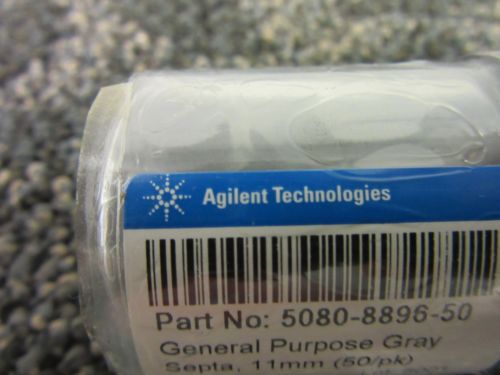 Agilent Technologies
Part No: 5080-8896-50
General Purpose Gray
Septa, 11mm (50/pk)